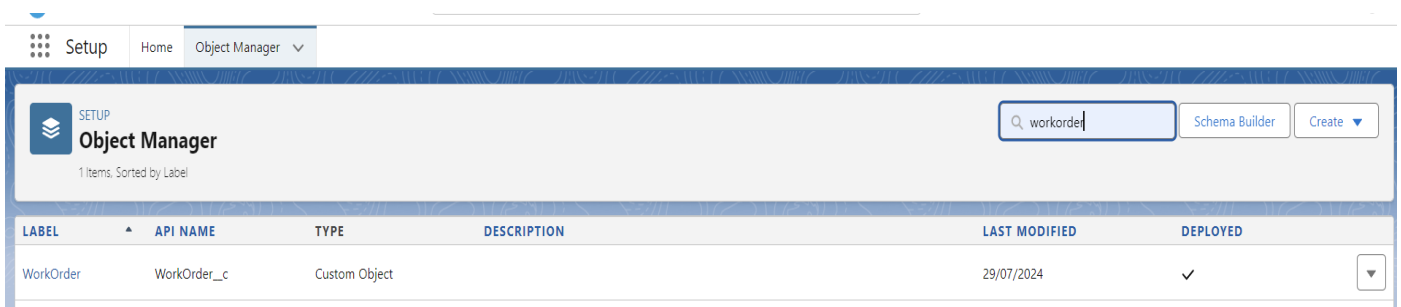 Setup Home Object Manager
SETUP
Object Manager
1 Items, Sorted by Label
workorder
Schema Builder
Create
LABEL API NAME TYPE DESCRIPTION LAST MODIFIED DEPLOYED
WorkOrder WorkOrder__c Custom Object 29/07/2024